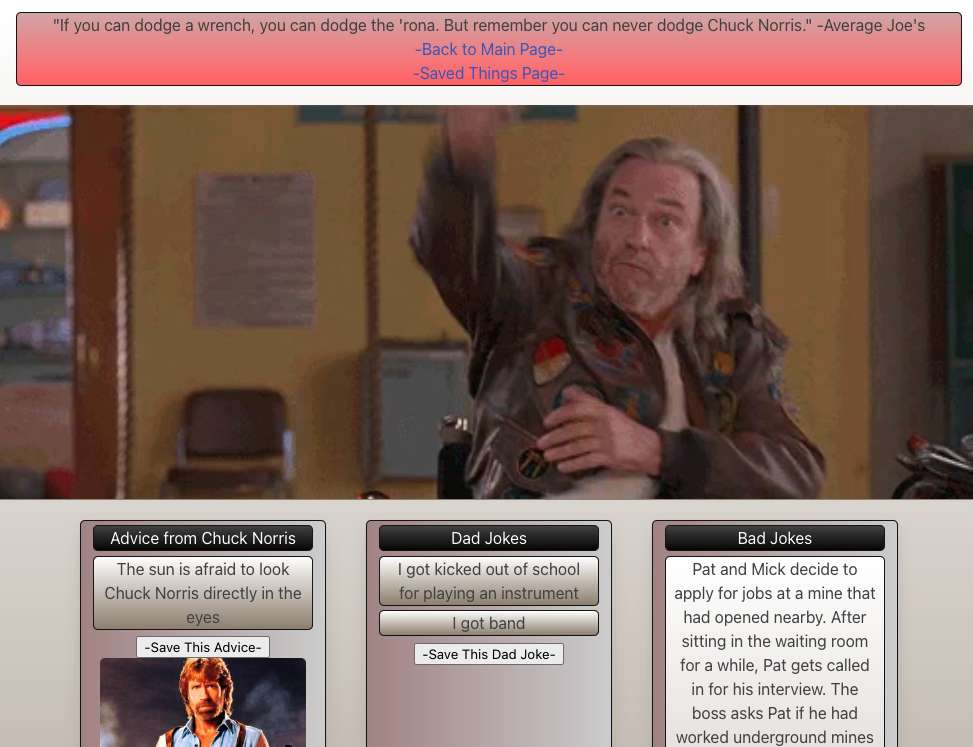 "If you can dodge a wrench, you can dodge the 'rona. But remember you can never dodge Chuck Norris." -Average Joe's
-Back to Main Page-
-Saved Things Page-
Advice from Chuck Norris
The sun is afraid to look
Chuck Norris directly in the
eyes
-Save This Advice-
Dad Jokes
I got kicked out of school
for playing an instrument
I got band
-Save This Dad Joke-
Bad Jokes
Pat and Mick decide to
apply for jobs at a mine that
had opened nearby. After
sitting in the waiting room
for a while, Pat gets called
in for his interview. The
boss asks Pat if he had
worked underground mines